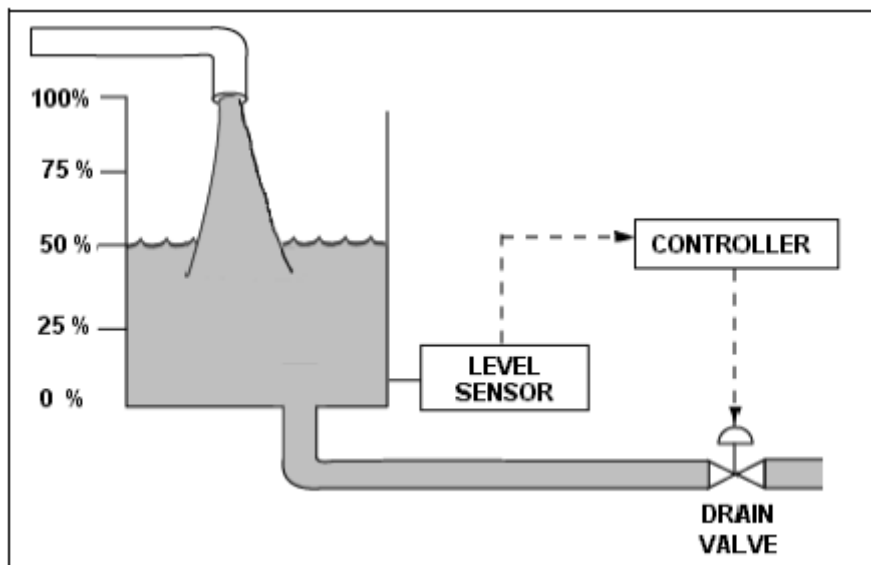 100%
75 %
50 %
25 %
0 %
CONTROLLER
LEVEL
SENSOR
DRAIN
VALVE